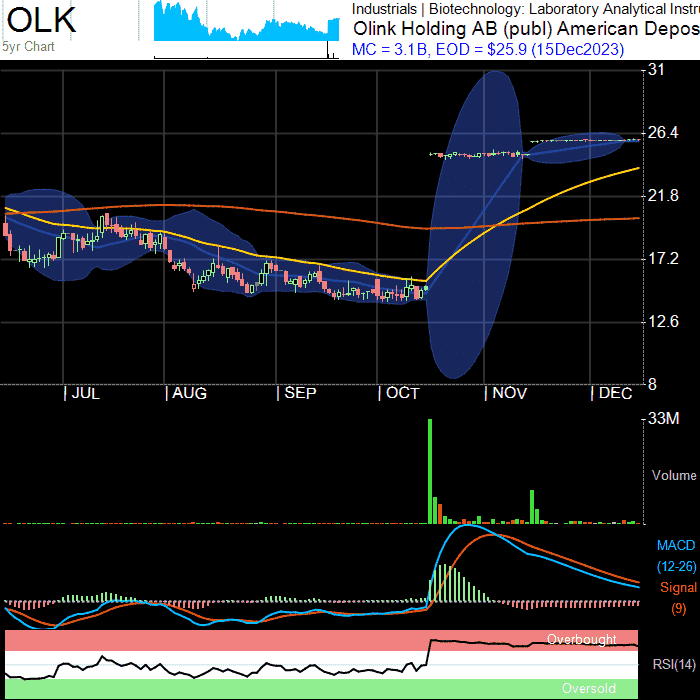 OLK
5yr Chart
Industrials | Biotechnology: Laboratory Analytical Instru
Olink Holding AB (publ) American Depos
MC = 3.1B, EOD = $25.9 (15Dec2023)
31
26.4
21.8
17.2
12.6
8
| JUL | AUG | SEP | OCT | NOV | DEC
33M
Volume
MACD
(12-26)
Signal
(9)
Overbought
RSI(14)
Oversold